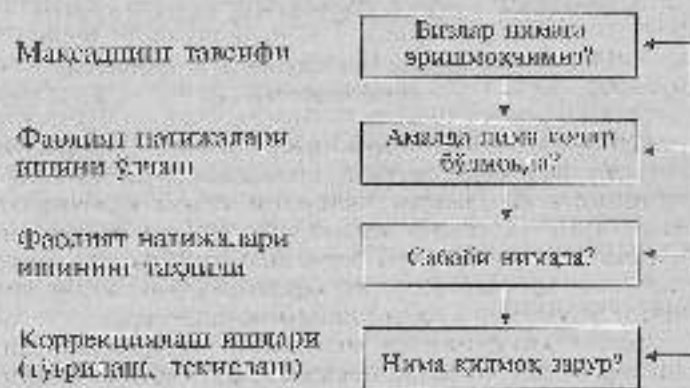 Мақсаднинг тавсифи
Бизлар нимага
эришмоқчимиз?
Фаолият натижалари
ишини ўлчаш
Амалда нима содир
бўлмоқда?
Фаолият натижалари
ишининг таҳлили
Сабаби нимада?
Коррекциялаш ишлари
(тўғрилаш, текислаш)
Нима қилмоқ зарур?